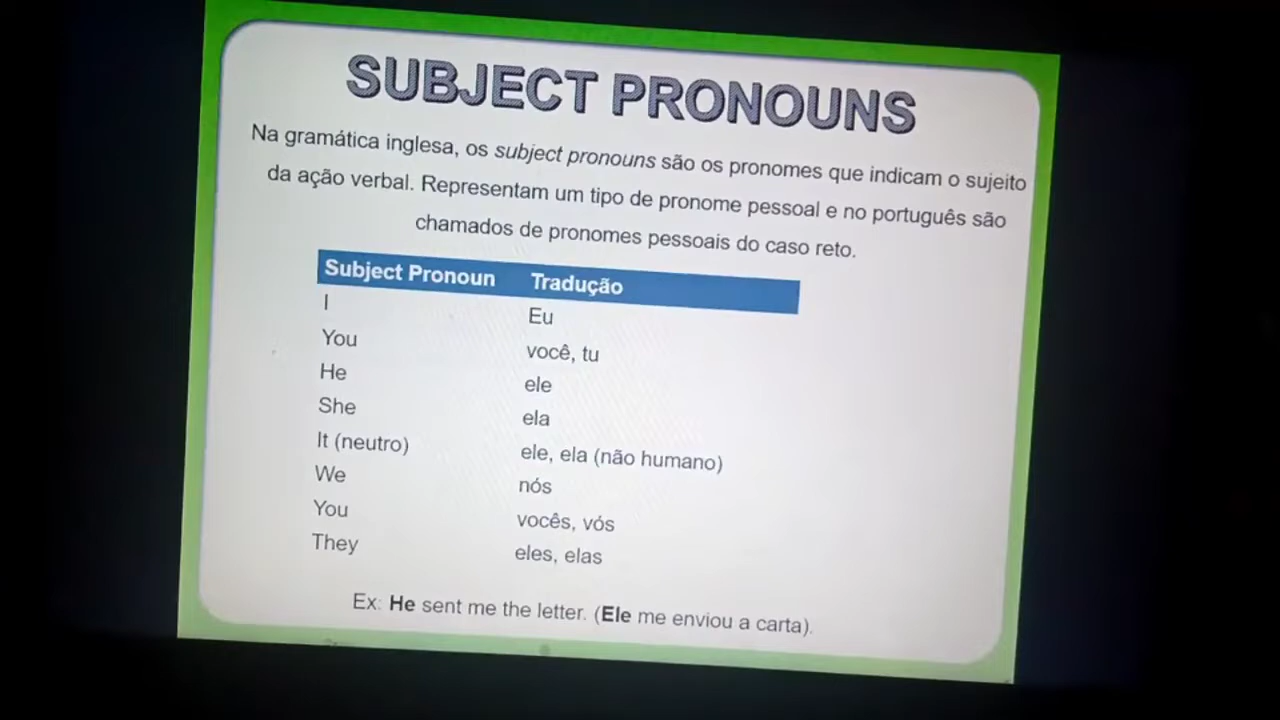 SUBJECT PRONOUNS
Na gramática inglesa, os subject pronouns são os pronomes que indicam o sujeito
da ação verbal. Representam um tipo de pronome pessoal e no português são
chamados de pronomes pessoais do caso reto.
Subject Pronoun Tradução
I Eu
You você, tu
He ele
She ela
It (neutro) ele, ela (não humano)
We nós
You vocês, vós
They eles, elas
Ex: He sent me the letter. (Ele me enviou a carta).